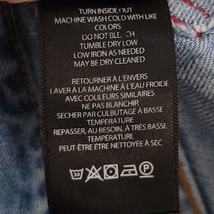 TURN INSIDE OUT
MACHINE WASH COLD WITH LIKE
COLORS
DO NOT BLEACH
TUMBLE DRY LOW
LOW IRON AS NEEDED
MAY BE DRY CLEANED
RETOURNER À L'ENVERS
LAVER À LA MACHINE À L'EAU FROIDE
AVEC COULEURS SIMILAIRES
NE PAS BLANCHIR
SECHER PAR CULBUTAGE À BASSE
TEMPERATURE
REPASSER, AU BESOIN, À BASSE
TEMPÉRATURE
PEUT-ÊTRE ÊTRE NETTOYÉE À SEC